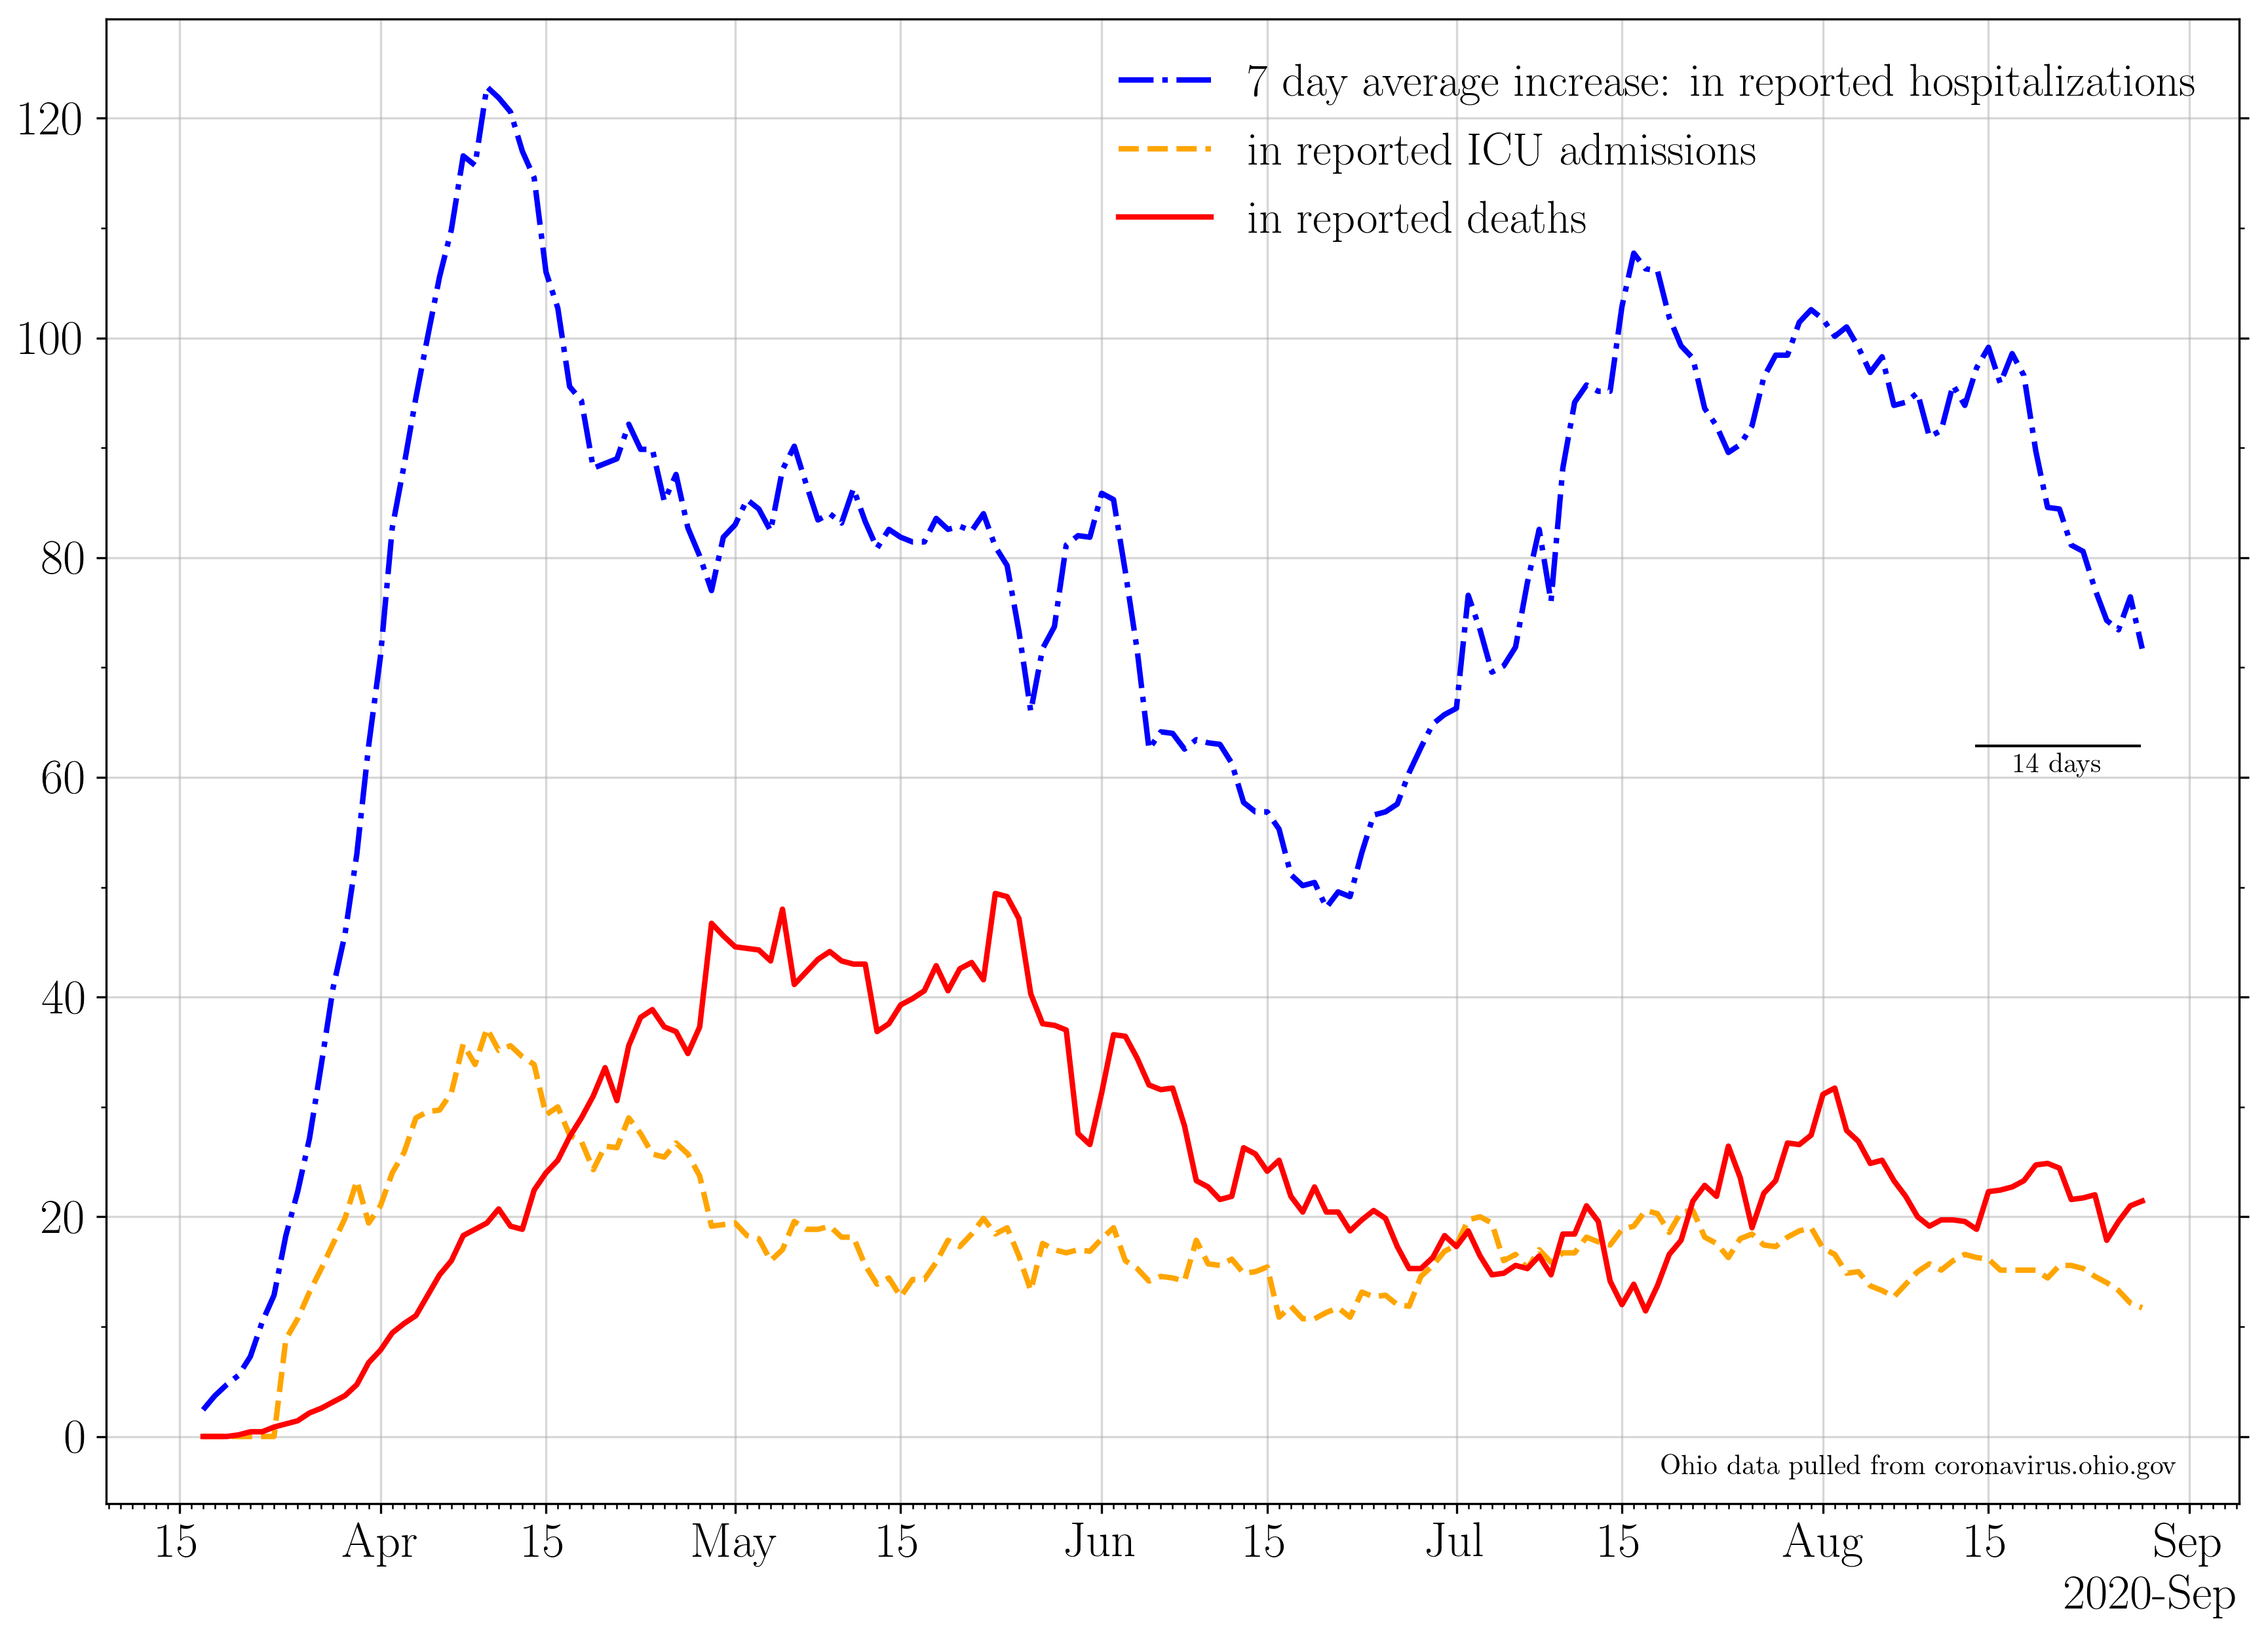 7 day average increase: in reported hospitalizations
in reported ICU admissions
in reported deaths
120
100
80
60
40
20
0
14 days
Ohio data pulled from coronavirus.ohio.gov
15 Apr 15 May 15 Jun 15 Jul 15 Aug 15 Sep
2020-Sep